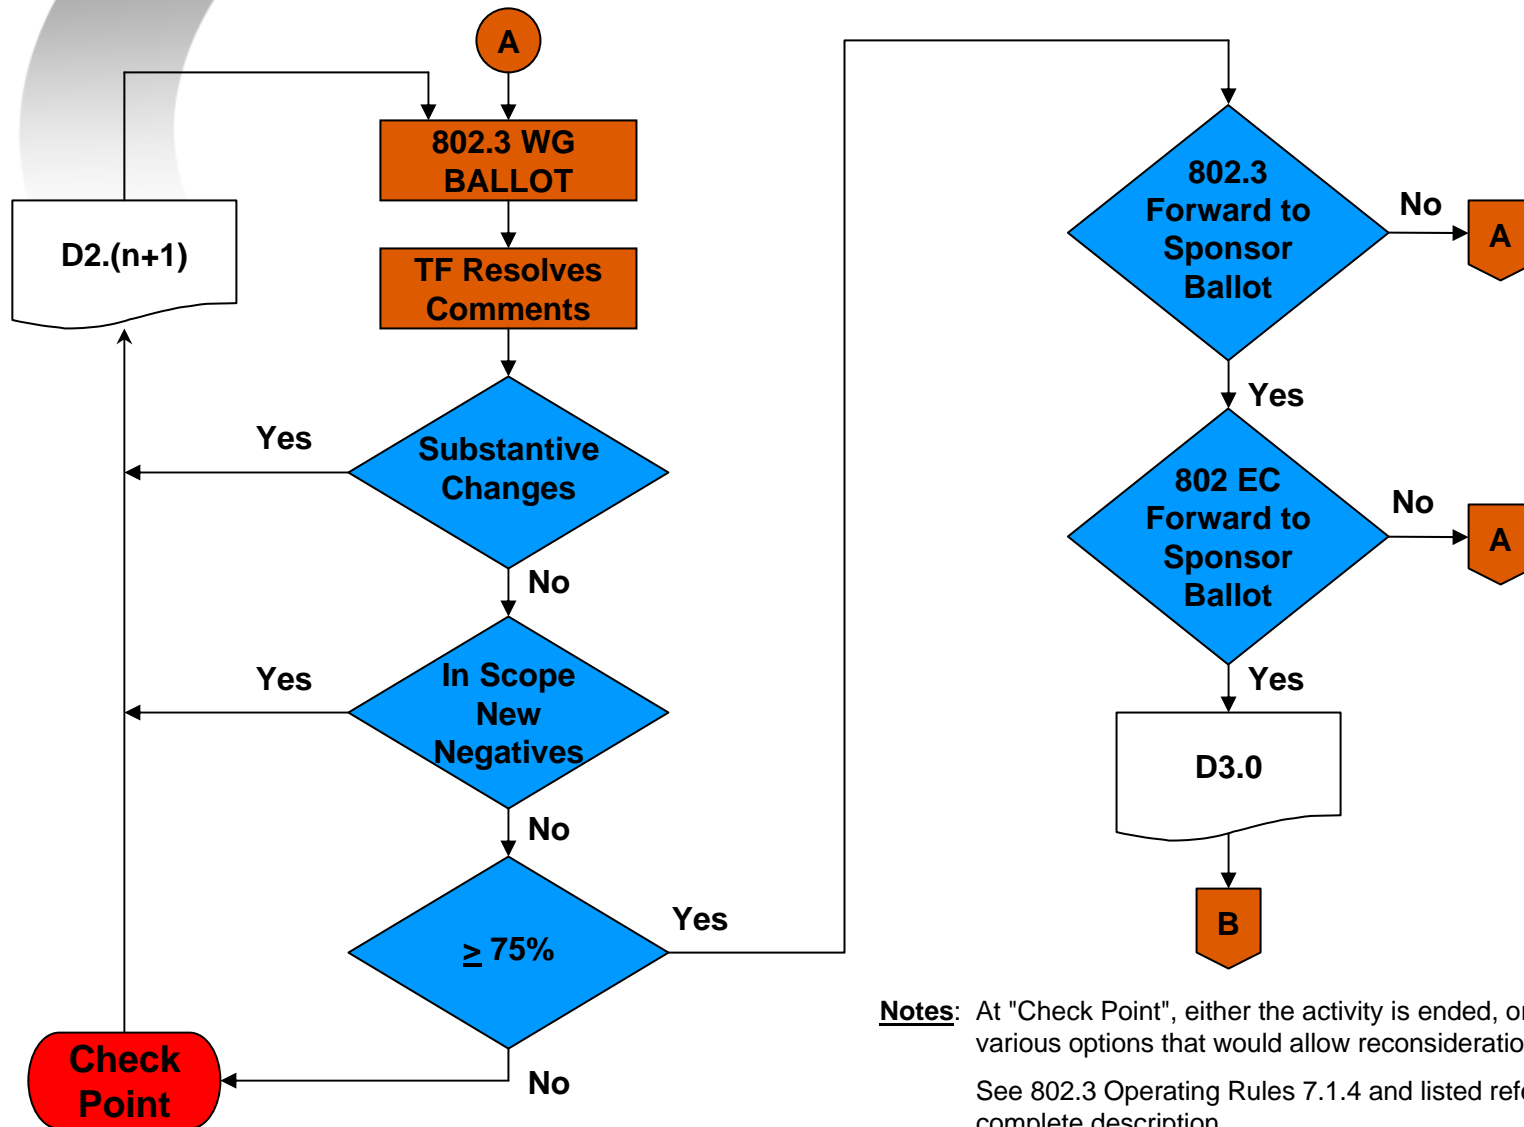 A
802.3 WG
BALLOT
D2.(n+1)
TF Resolves
Comments
Yes
Substantive
Changes
No
Yes
In Scope
New
Negatives
No
≥ 75%
Yes
No
Check
Point
802.3
Forward to
Sponsor
Ballot
No
A
Yes
802 EC
Forward to
Sponsor
Ballot
No
A
Yes
D3.0
B
Notes: At "Check Point", either the activity is ended, or
various options that would allow
See 802.3 Operating Rules 7.1.4 and listed
complete description